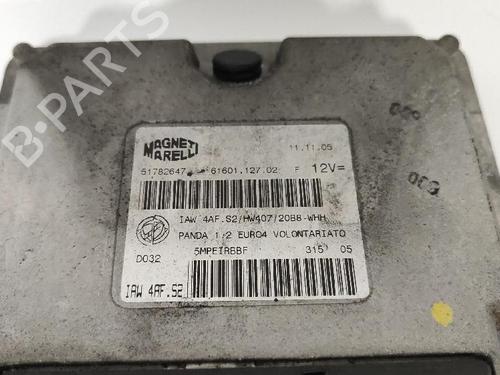 B-PARTS
MAGNETI
MARELLI
11.11.05
51782647 61601.127.02 F 12V=
IAW 4AF.S2/HW407/20B8-WHH
PANDA 1.2 EURO4 VOLONTARIATO
D032 5MPEIRBBF 315 05
IAW 4AF.S2